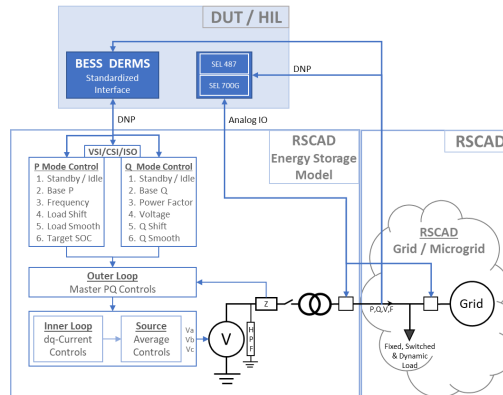 DUT / HIL
BESS DERMS
Standardized
Interface
SEL 487
SEL 700G
DNP
DNP
Analog IO
VSI/CSI/ISO
P Mode Control
1. Standby / Idle
2. Base P
3. Frequency
4. Load Shift
5. Load Smooth
6. Target SOC
Q Mode Control
1. Standby / Idle
2. Base Q
3. Power Factor
4. Voltage
5. Q Shift
6. Q Smooth
RSCAD
Energy Storage
Model
RSCAD
RSCAD
Grid / Microgrid
Outer Loop
Master PQ Controls
Inner Loop
dq-Current
Controls
Source
Average
Controls
Va
Vb
Vc
V
HPF
Z
P,Q,V,F
Grid
Fixed, Switched
& Dynamic
Load